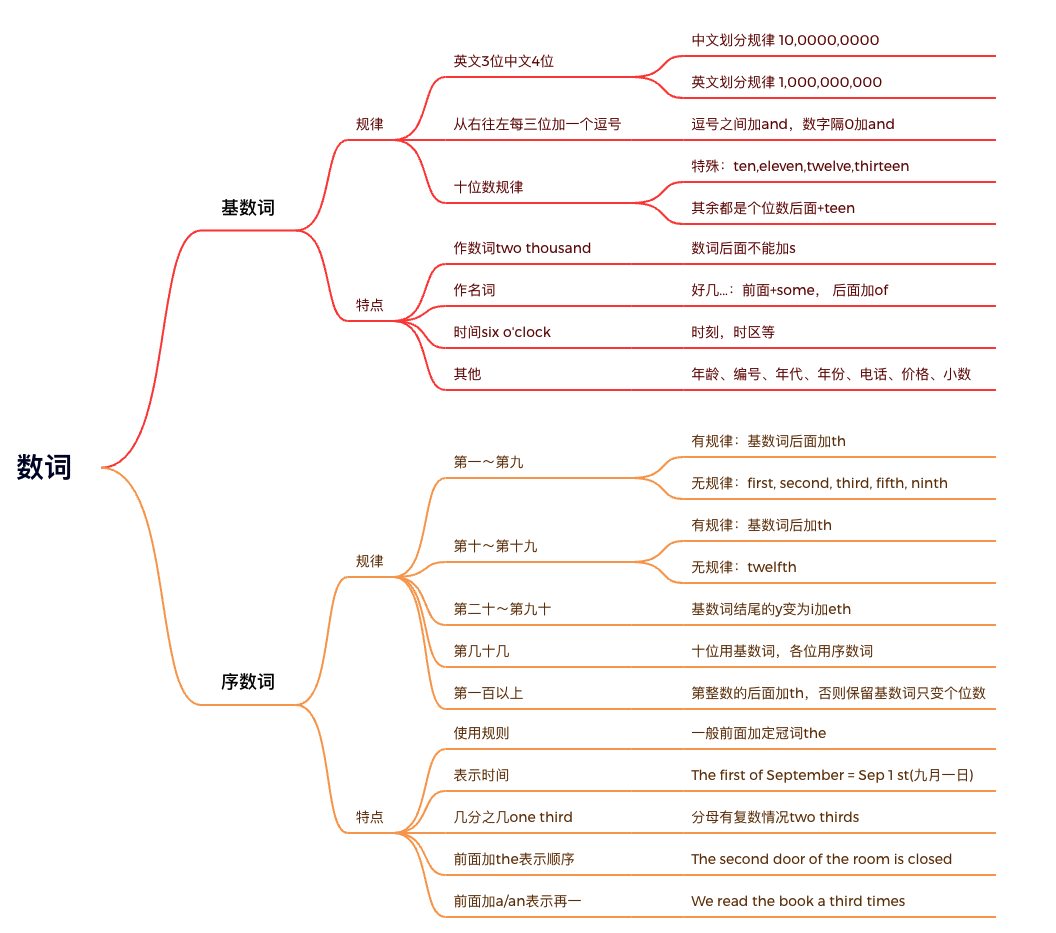 数词
基数词
规律
英文3位中文4位
中文划分规律 10,0000,0000
英文划分规律 1,000,000,000
从右往左每三位加一个逗号
逗号之间加and，数字隔0加and
十位数规律
特殊：ten,eleven,twelve,thirteen
其余都是个位数后面+teen
特点
作数词two thousand
数词后面不能加s
作名词
好几...：前面+some， 后面加of
时间six o'clock
时刻，时区等
其他
年龄、编号、年代、年份、电话、价格、小数
序数词
规律
第一～第九
有规律：基数词后面加th
无规律：first, second, third, fifth, ninth
第十～第十九
有规律：基数词后加th
无规律：twelfth
第二十～第九十
基数词结尾的y变为i加eth
第几十几
十位用基数词，各位用序数词
第一百以上
第整数的后面加th，否则保留基数词只变个位数
特点
使用规则
一般前面加定冠词the
表示时间
The first of September = Sep 1 st(九月一日)
几分之几one third
分母有复数情况two thirds
前面加the表示顺序
The second door of the room is closed
前面加a/an表示再一
We read the book a third times